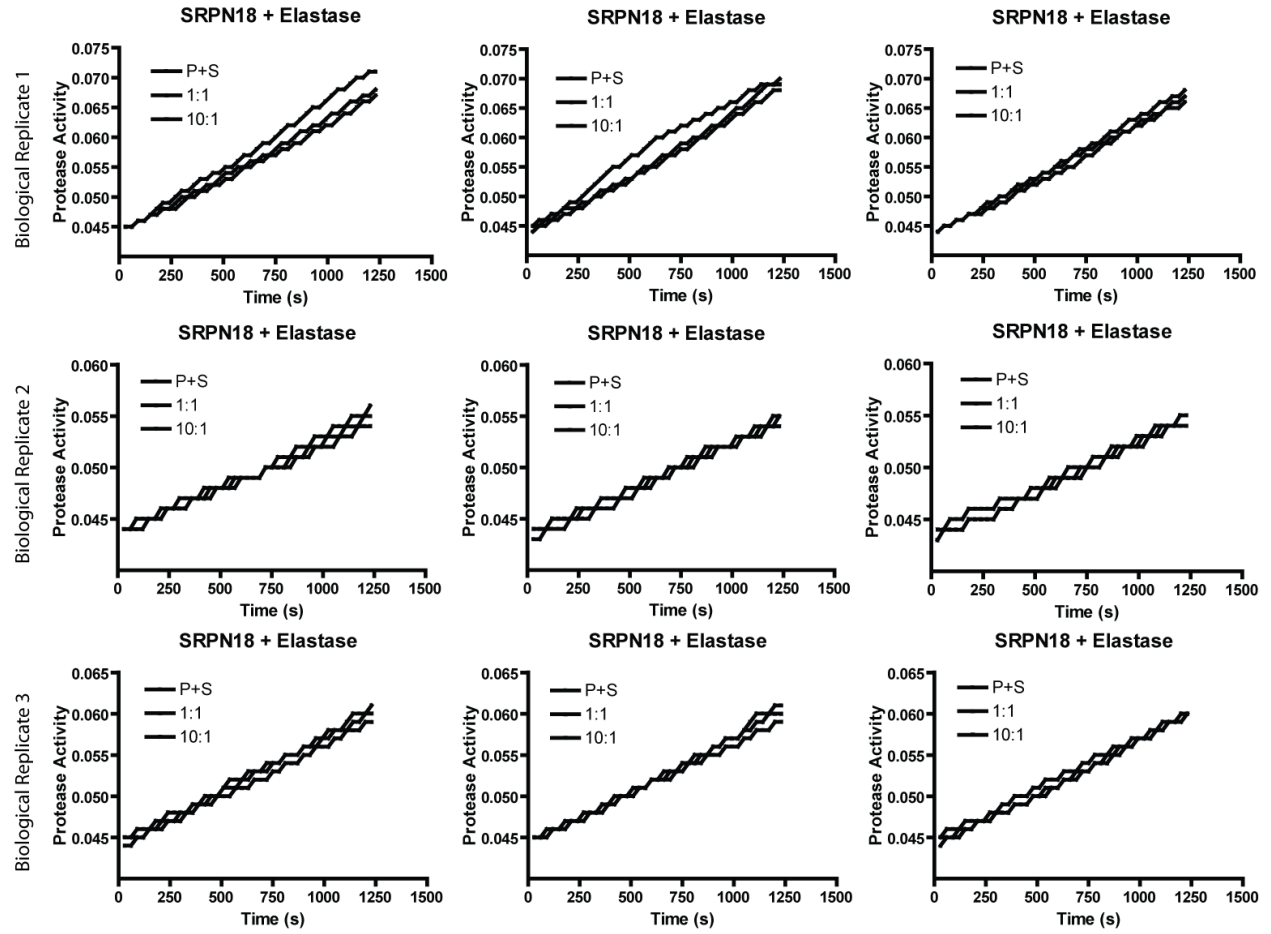 SRPN18 + Elastase
SRPN18 + Elastase
SRPN18 + Elastase
Biological Replicate 1
Protease Activity
0.075
0.070
0.065
0.060
0.055
0.050
0.045
P+S
1:1
10:1
0 250 500 750 1000 1250 1500
Time (s)
Protease Activity
0.075
0.070
0.065
0.060
0.055
0.050
0.045
P+S
1:1
10:1
0 250 500 750 1000 1250 1500
Time (s)
Protease Activity
0.075
0.070
0.065
0.060
0.055
0.050
0.045
P+S
1:1
10:1
0 250 500 750 1000 1250 1500
Time (s)
SRPN18 + Elastase
SRPN18 + Elastase
SRPN18 + Elastase
Biological Replicate 2
Protease Activity
0.060
0.055
0.050
0.045
P+S
1:1
10:1
0 250 500 750 1000 1250 1500
Time (s)
Protease Activity
0.060
0.055
0.050
0.045
P+S
1:1
10:1
0 250 500 750 1000 1250 1500
Time (s)
Protease Activity
0.060
0.055
0.050
0.045
P+S
1:1
10:1
0 250 500 750 1000 1250 1500
Time (s)
SRPN18 + Elastase
SRPN18 + Elastase
SRPN18 + Elastase
Biological Replicate 3
Protease Activity
0.065
0.060
0.055
0.050
0.045
P+S
1:1
10:1
0 250 500 750 1000 1250 1500
Time (s)
Protease Activity
0.065
0.060
0.055
0.050
0.045
P+S
1:1
10:1
0 250 500 750 1000 1250 1500
Time (s)
Protease Activity
0.065
0.060
0.055
0.050
0.045
P+S
1:1
10:1
0 250 500 750 1000 1250 1500
Time (s)